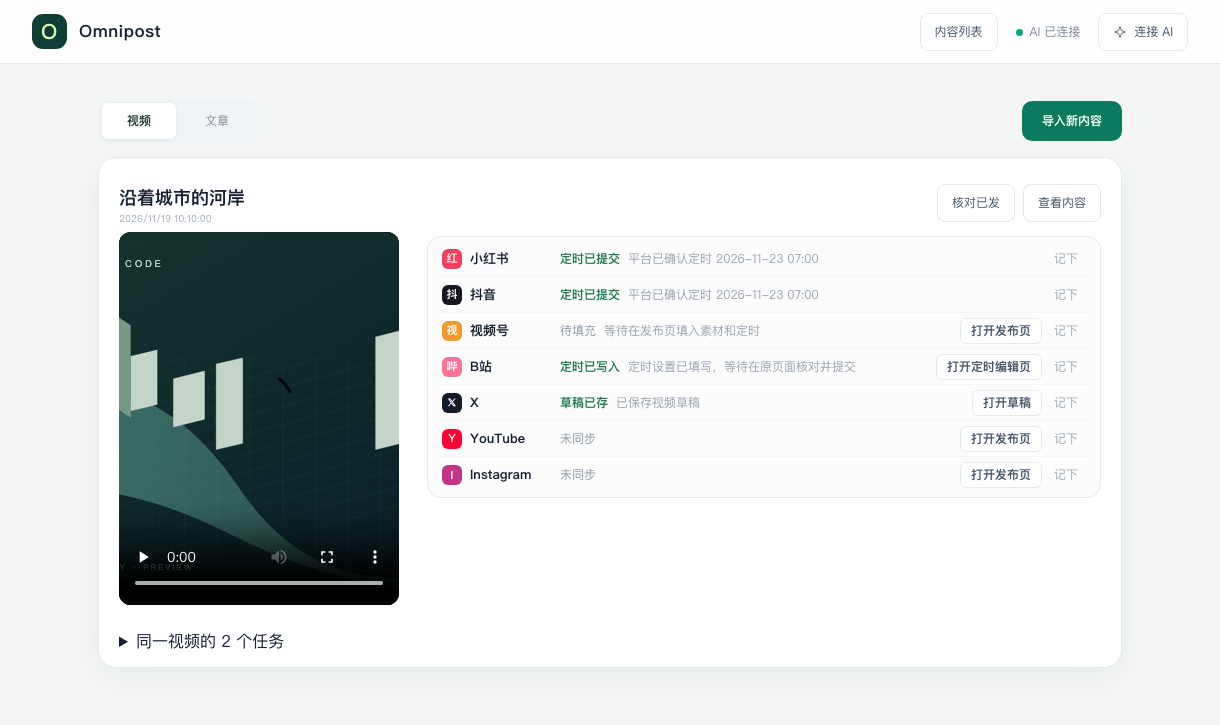 O Omnipost
内容列表
AI 已连接
连接 AI
视频
文章
导入新内容
沿着城市的河岸
2026/11/19 10:10:00
核对已发
查看内容
CODE
Y · PREVIEW
0:00
红 小红书 定时已提交 平台已确认定时 2026-11-23 07:00 记下
抖 抖音 定时已提交 平台已确认定时 2026-11-23 07:00 记下
视 视频号 待填充 等待在发布页填入素材和定时 打开发布页 记下
哔 B站 定时已写入 定时设置已填写，等待在原页面核对并提交 打开定时编辑页 记下
X X 草稿已存 已保存视频草稿 打开草稿 记下
Y YouTube 未同步 打开发布页 记下
I Instagram 未同步 打开发布页 记下
同一视频的 2 个任务